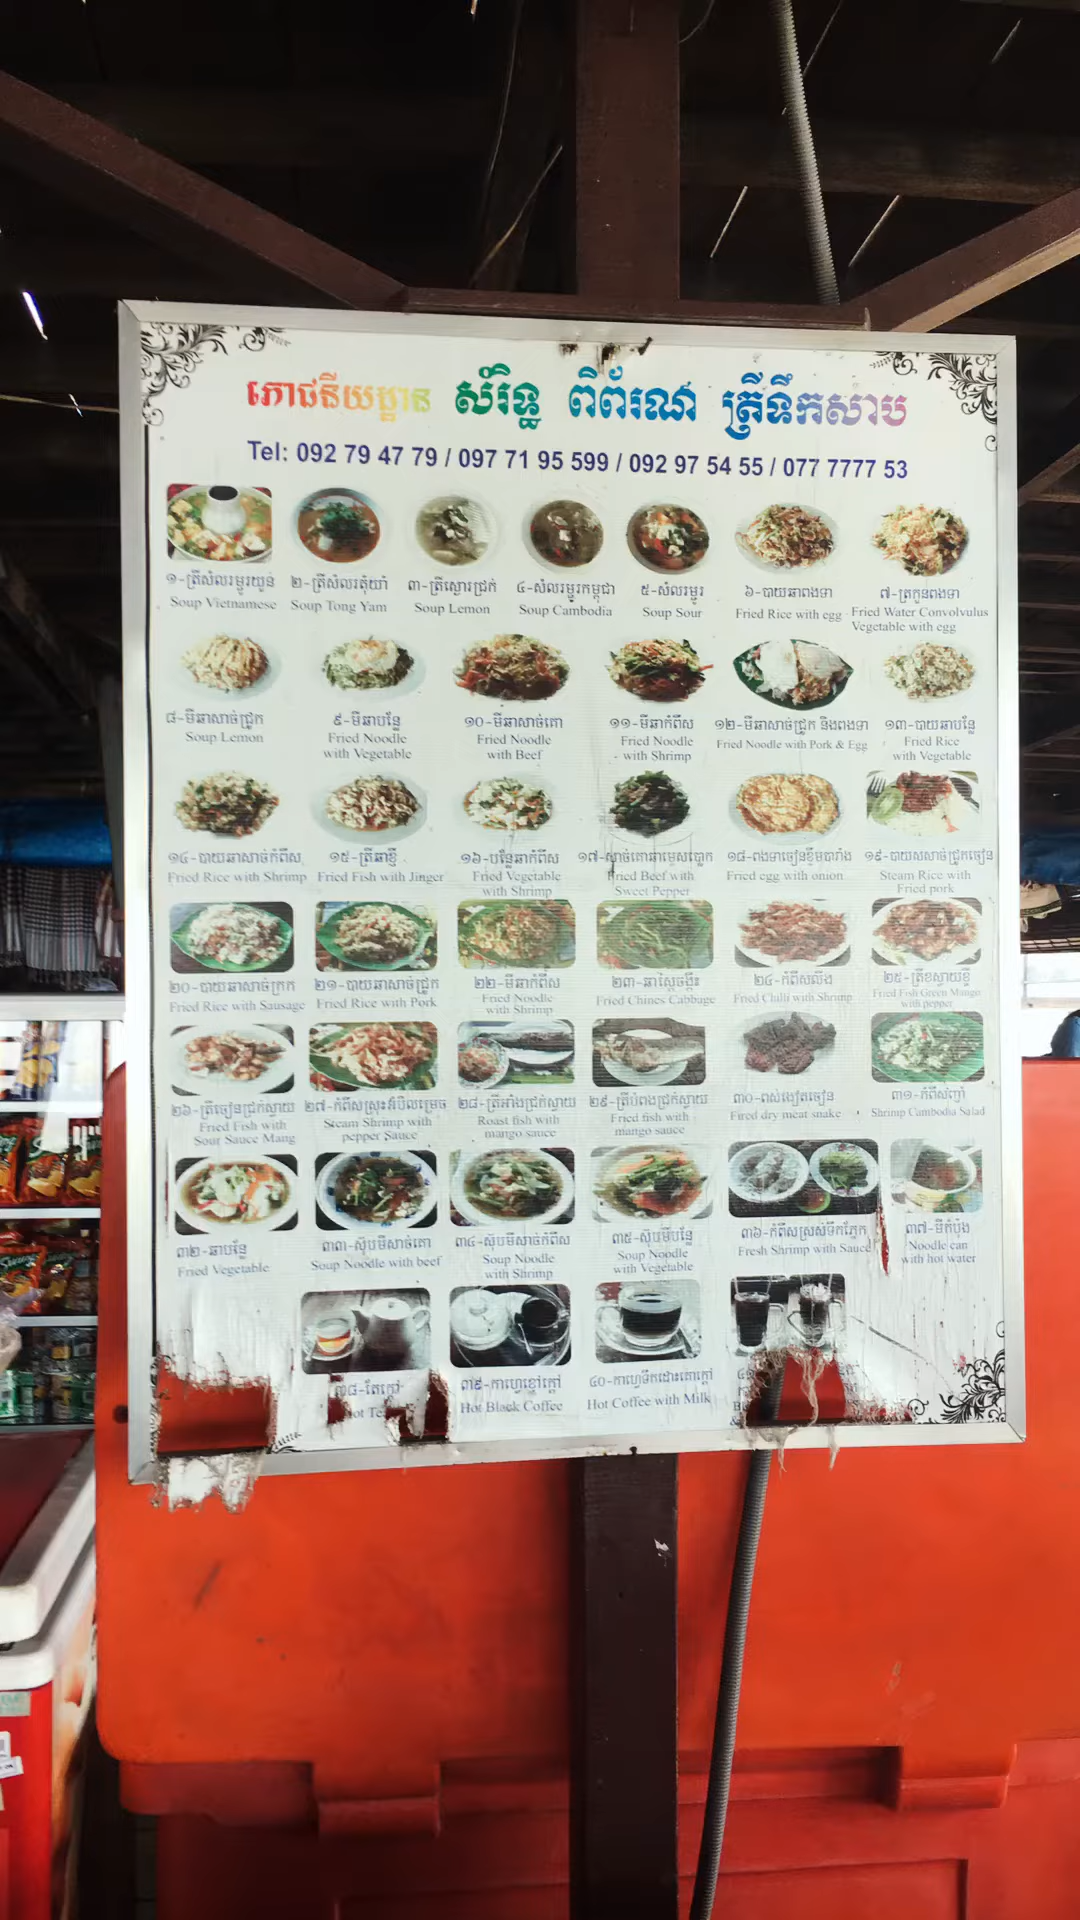 ភោជនីយដ្ឋាន សំរិទ្ធ ពិព័រណ៍ ត្រីទឹកសាប
Tel: 092 79 47 79 / 097 71 95 599 / 092 97 54 55 / 077 7777 53
១-ត្រីសំលរម្ជូរយួន
Soup Vietnamese
២-ត្រីសំលរតុំយ៉ាំ
Soup Tong Yam
៣-ត្រីស្ងោរជ្រក់
Soup Lemon
៤-សំលរម្ជូរកម្ពុជា
Soup Cambodia
៥-សំលរម្ជូរ
Soup Sour
៦-បាយឆាពងទា
Fried Rice with egg
៧-ត្រកួនពងទា
Fried Water Convolvulus
Vegetable with egg
៨-មីឆាសាច់ជ្រូក
Soup Lemon
៩-មីឆាបន្លែ
Fried Noodle
with Vegetable
១០-មីឆាសាច់គោ
Fried Noodle
with Beef
១១-មីឆាកំពឹស
Fried Noodle
with Shrimp
១២-មីឆាសាច់ជ្រូក និងពងទា
Fried Noodle with Pork & Egg
១៣-បាយឆាបន្លែ
Fried Rice
with Vegetable
១៤-បាយឆាសាច់កំពឹស
Fried Rice with Shrimp
១៥-ត្រីឆាខ្ញី
Fried Fish with Jinger
១៦-បន្លែឆាកំពឹស
Fried Vegetable
with Shrimp
១៧-សាច់គោឆាម្ទេសប្លោក
Fried Beef with
Sweet Pepper
១៨-ពងទាចៀនខ្ទឹមបារាំង
Fried egg with onion
១៩-បាយសសាច់ជ្រូកចៀន
Steam Rice with
Fried pork
២០-បាយឆាសាច់ក្រក
Fried Rice with Sausage
២១-បាយឆាសាច់ជ្រូក
Fried Rice with Pork
២២-មីឆាកំពឹស
Fried Noodle
with Shrimp
២៣-ឆាស្ពៃចង្កឹះ
Fried Chines Cabbage
២៤-កំពឹសលីង
Fried Chilli with Shrimp
២៥-ត្រីខស្វាយខ្ចី
Fried Fish Green Mango
with pepper
២៦-ត្រីចៀនជ្រក់ស្វាយ
Fried Fish with
Sour Sauce Mang
២៧-កំពឹសស្រុះអំបិលម្រេច
Steam Shrimp with
pepper Sauce
២៨-ត្រីអាំងជ្រក់ស្វាយ
Roast fish with
mango sauce
២៩-ត្រីបំពងជ្រក់ស្វាយ
Fried fish with
mango sauce
៣០-ពស់ងៀតចៀន
Fired dry meat snake
៣១-កំពឹសញាំ
Shrimp Cambodia Salad
៣២-ឆាបន្លែ
Fried Vegetable
៣៣-ស៊ុបមីសាច់គោ
Soup Noodle with beef
៣៤-ស៊ុបមីសាច់កំពឹស
Soup Noodle
with Shrimp
៣៥-ស៊ុបមីបន្លែ
Soup Noodle
with Vegetable
៣៦-កំពឹសស្រស់ទឹកភ្លែក
Fresh Shrimp with Sauce
៣៧-មីកំប៉ុង
Noodle can
with hot water
៣៨-តែក្ដៅ
Hot Te
៣៩-កាហ្វេខ្មៅក្ដៅ
Hot Black Coffee
៤០-កាហ្វេទឹកដោះគោក្ដៅ
Hot Coffee with Milk